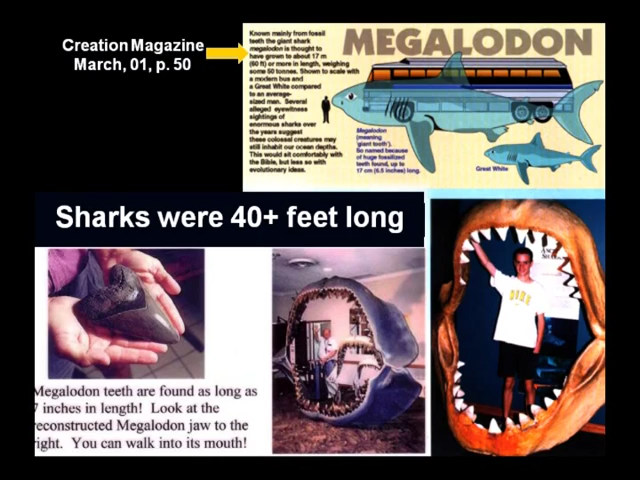 Creation Magazine
March, 01, p. 50
Known mainly from fossil
teeth the giant shark
megalodon is thought to
have grown to about 17 m
(60 ft) or more in length, weighing
some 50 tonnes. Shown to scale with
a modern bus and
a Great White compared
to an average-
sized man. Several
alleged eyewitness
sightings of
enormous sharks over
the years suggest
these colossal creatures may
still inhabit our ocean depths.
This would sit comfortably with
the Bible, but less so with
evolutionary ideas.
MEGALODON
Megalodon
(meaning
'giant tooth').
So named because
of huge fossilized
teeth found, up to
17 cm (6.5 inches) long.
Great White
Sharks were 40+ feet long
Megalodon teeth are found as long as
7 inches in length! Look at the
reconstructed Megalodon jaw to the
right. You can walk into its mouth!